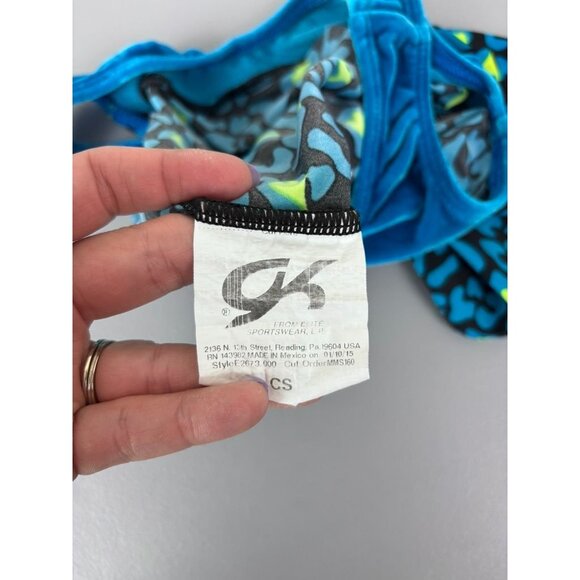 GK
®
FROM ELITE
SPORTSWEAR, L.P.
2136 N. 13th Street, Reading, Pa.19604 USA
RN 143902 MADE IN Mexico on 01/10/15
Style E2673 000 Cut Order MMS160
CS